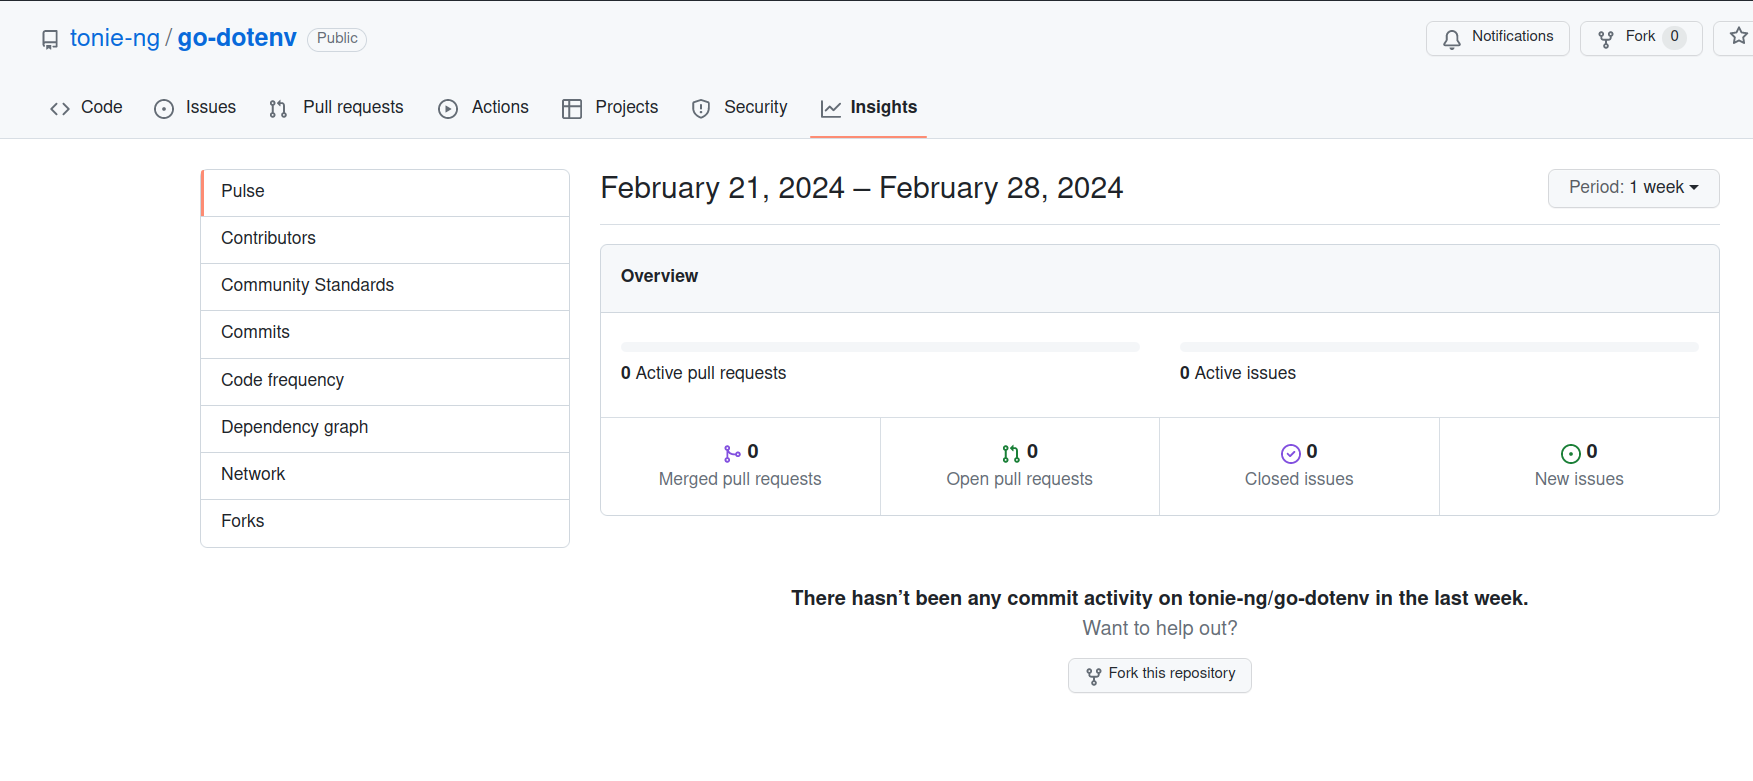 tonie-ng / go-dotenv Public Notifications Fork 0
Code Issues Pull requests Actions Projects Security Insights
Pulse
Contributors
Community Standards
Commits
Code frequency
Dependency graph
Network
Forks
February 21, 2024 – February 28, 2024 Period: 1 week
Overview
0 Active pull requests 0 Active issues
0 0 0 0
Merged pull requests Open pull requests Closed issues New issues
There hasn’t been any commit activity on tonie-ng/go-dotenv in the last week.
Want to help out?
Fork this repository